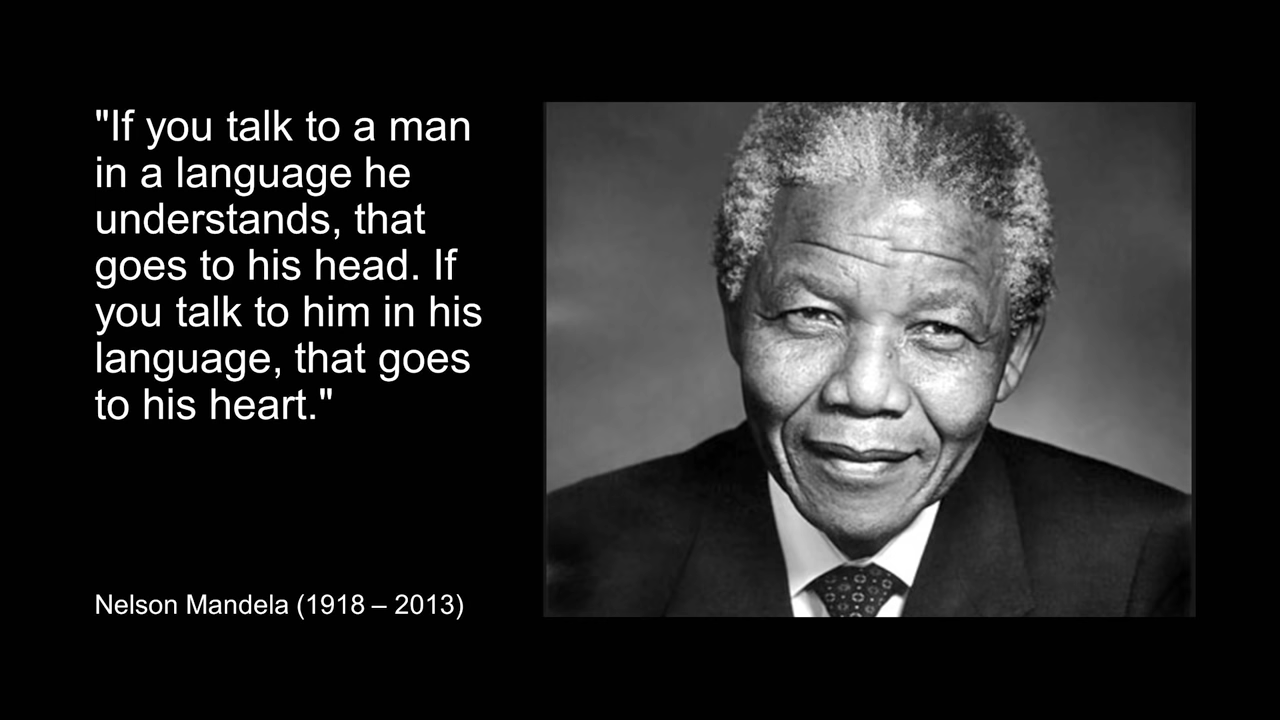 "If you talk to a man
in a language he
understands, that
goes to his head. If
you talk to him in his
language, that goes
to his heart."
Nelson Mandela (1918 – 2013)